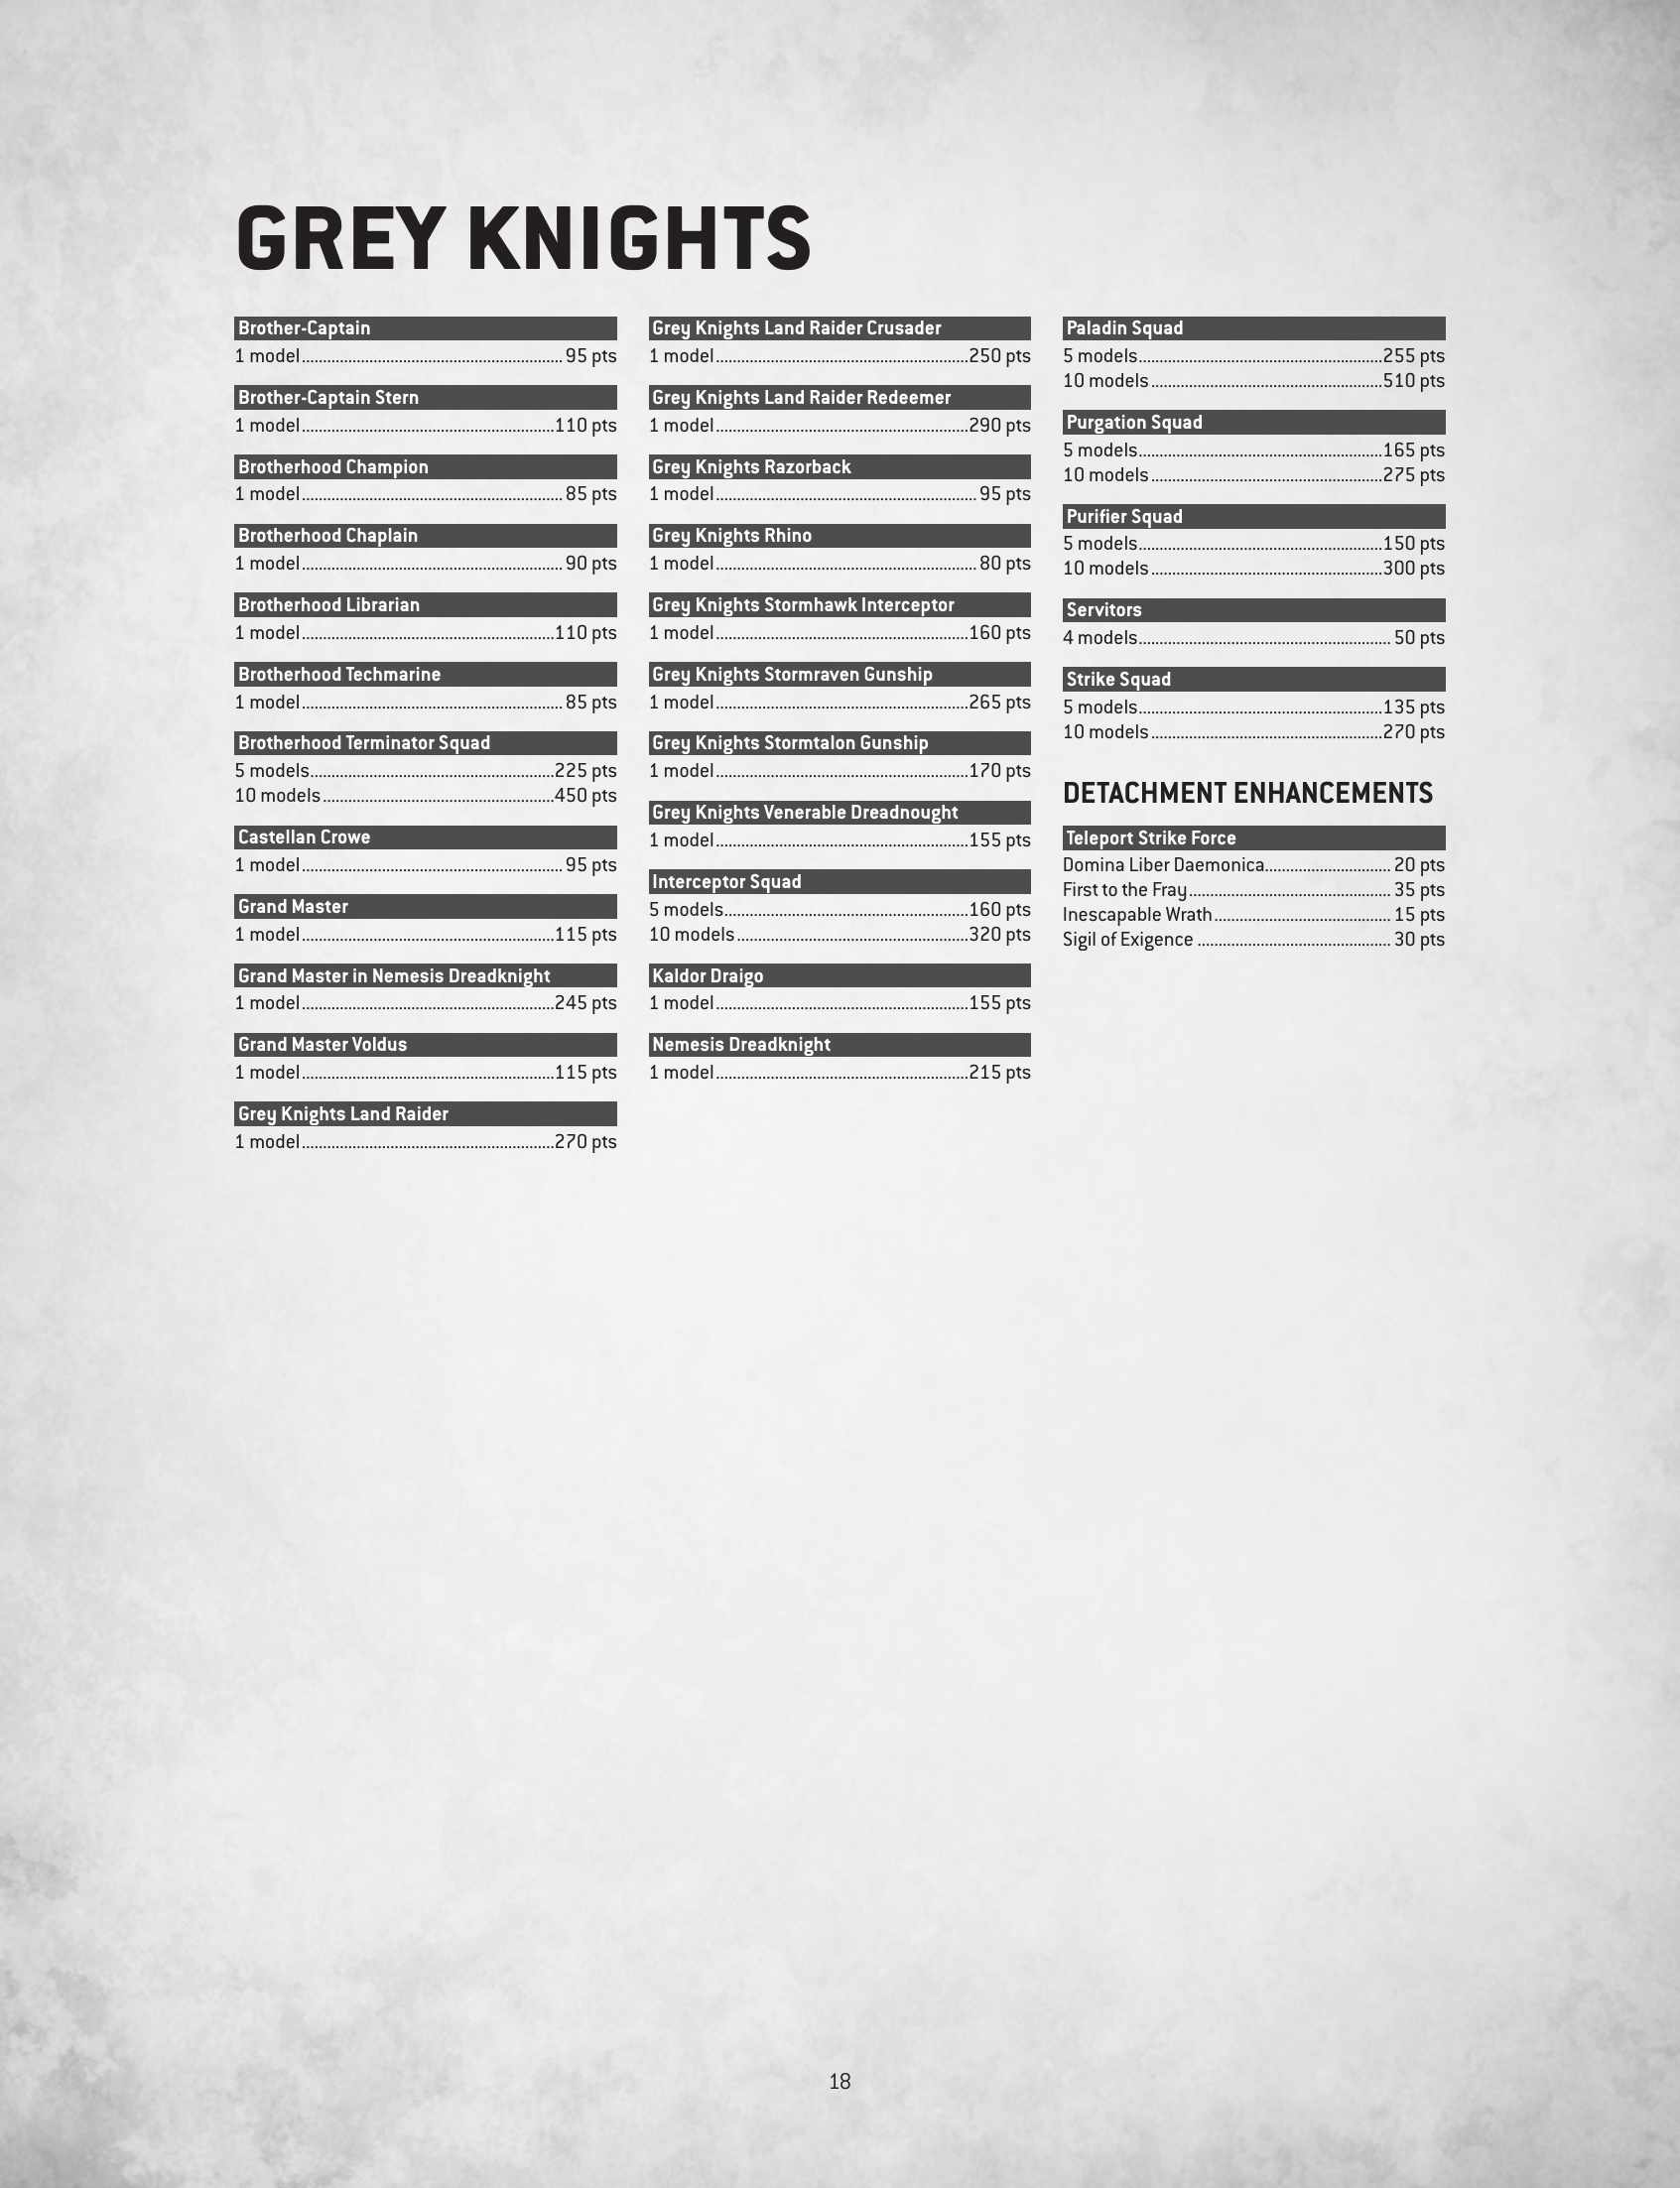 GREY KNIGHTS
Brother-Captain
1 model 95 pts
Brother-Captain Stern
1 model 110 pts
Brotherhood Champion
1 model 85 pts
Brotherhood Chaplain
1 model 90 pts
Brotherhood Librarian
1 model 110 pts
Brotherhood Techmarine
1 model 85 pts
Brotherhood Terminator Squad
5 models 225 pts
10 models 450 pts
Castellan Crowe
1 model 95 pts
Grand Master
1 model 115 pts
Grand Master in Nemesis Dreadknight
1 model 245 pts
Grand Master Voldus
1 model 115 pts
Grey Knights Land Raider
1 model 270 pts
Grey Knights Land Raider Crusader
1 model 250 pts
Grey Knights Land Raider Redeemer
1 model 290 pts
Grey Knights Razorback
1 model 95 pts
Grey Knights Rhino
1 model 80 pts
Grey Knights Stormhawk Interceptor
1 model 160 pts
Grey Knights Stormraven Gunship
1 model 265 pts
Grey Knights Stormtalon Gunship
1 model 170 pts
Grey Knights Venerable Dreadnought
1 model 155 pts
Interceptor Squad
5 models 160 pts
10 models 320 pts
Kaldor Draigo
1 model 155 pts
Nemesis Dreadknight
1 model 215 pts
Paladin Squad
5 models 255 pts
10 models 510 pts
Purgation Squad
5 models 165 pts
10 models 275 pts
Purifier Squad
5 models 150 pts
10 models 300 pts
Servitors
4 models 50 pts
Strike Squad
5 models 135 pts
10 models 270 pts
DETACHMENT ENHANCEMENTS
Teleport Strike Force
Domina Liber Daemonica 20 pts
First to the Fray 35 pts
Inescapable Wrath 15 pts
Sigil of Exigence 30 pts
18